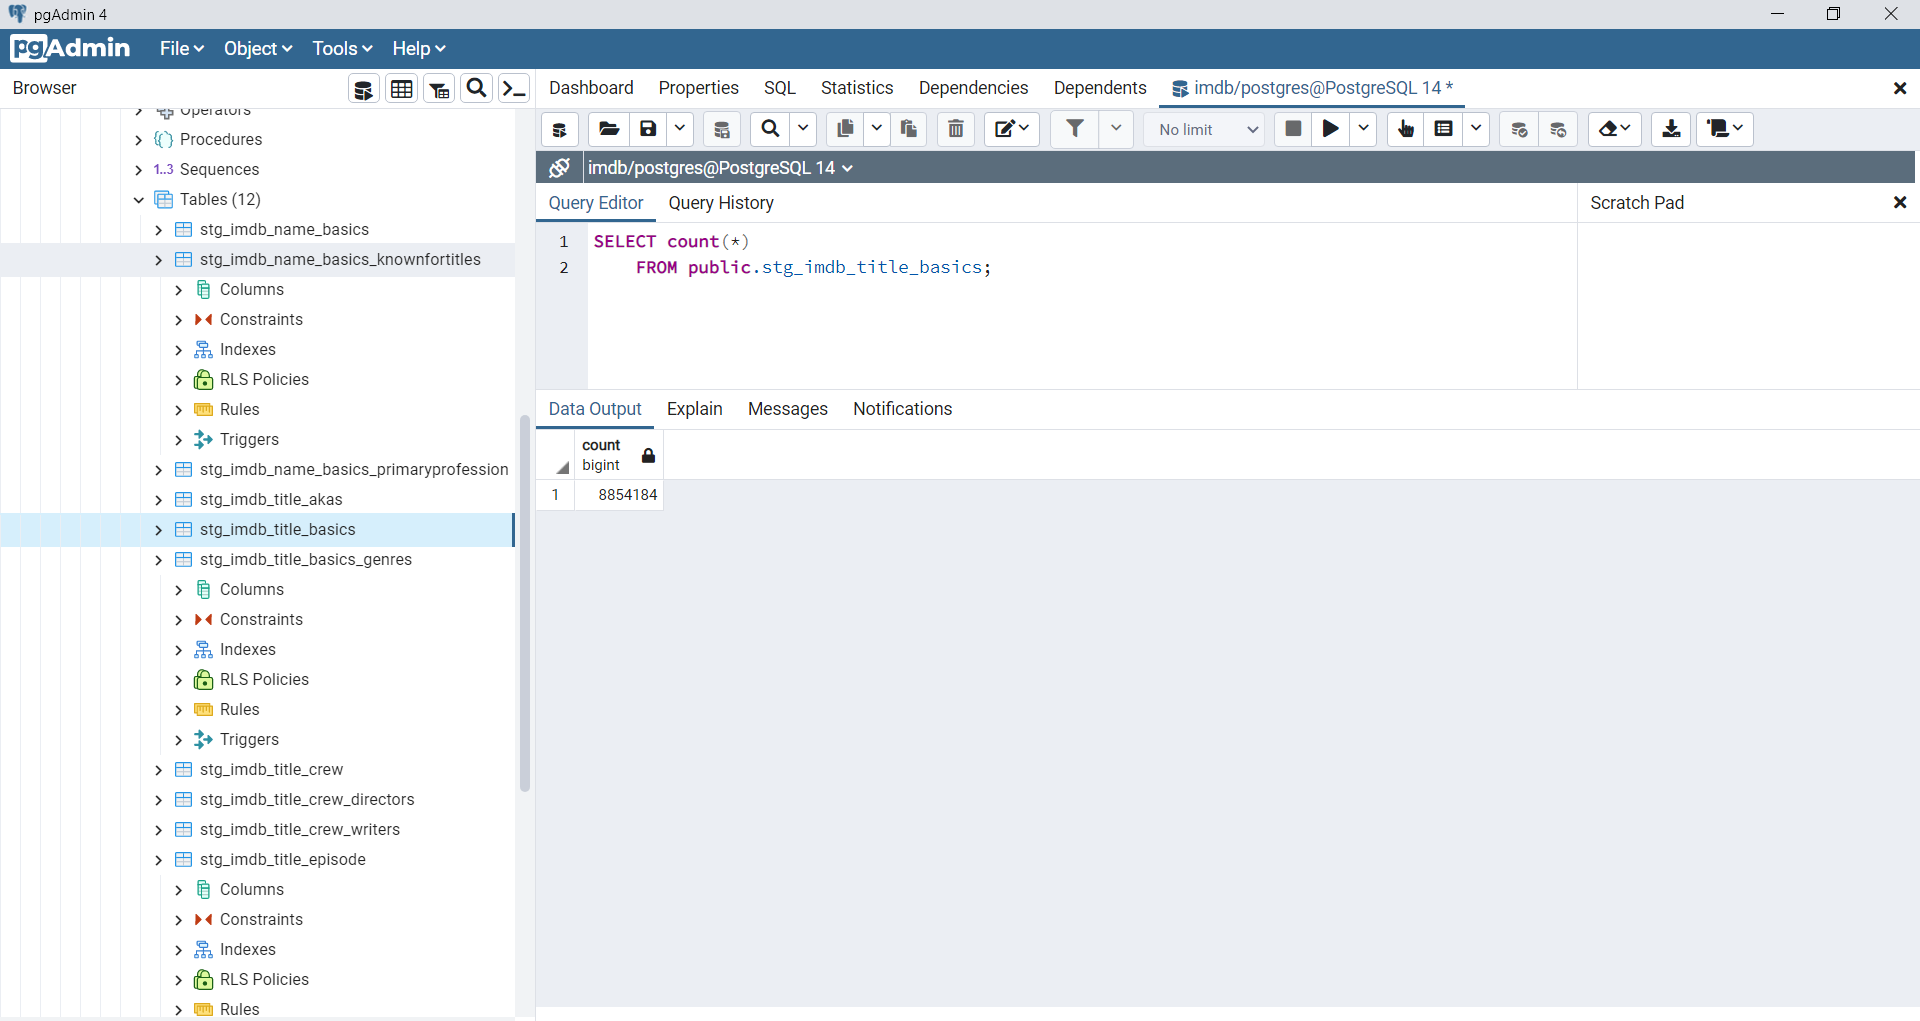 pgAdmin 4
pgAdmin File Object Tools Help
Browser
Dashboard Properties SQL Statistics Dependencies Dependents imdb/postgres@PostgreSQL 14 *
No limit
imdb/postgres@PostgreSQL 14
Query Editor Query History
Scratch Pad
1 SELECT count(*)
2 FROM public.stg_imdb_title_basics;
Data Output Explain Messages Notifications
count
bigint
1 8854184
Operators
Procedures
1..3 Sequences
Tables (12)
stg_imdb_name_basics
stg_imdb_name_basics_knownfortitles
Columns
Constraints
Indexes
RLS Policies
Rules
Triggers
stg_imdb_name_basics_primaryprofession
stg_imdb_title_akas
stg_imdb_title_basics
stg_imdb_title_basics_genres
Columns
Constraints
Indexes
RLS Policies
Rules
Triggers
stg_imdb_title_crew
stg_imdb_title_crew_directors
stg_imdb_title_crew_writers
stg_imdb_title_episode
Columns
Constraints
Indexes
RLS Policies
Rules